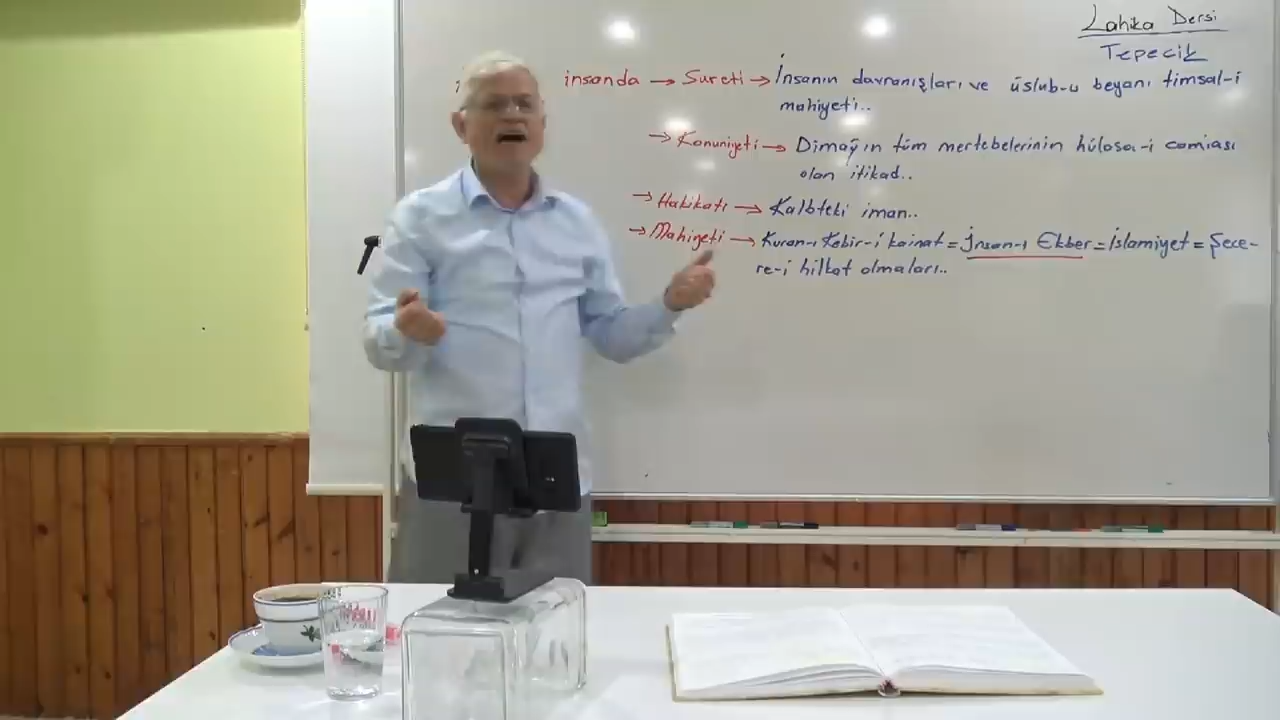 Lahika Dersi
Tepecik
insanda → Sureti → İnsanın davranışları ve üslub-u beyanı timsal-i
mahiyeti..
→ Kanuniyeti → Dimağın tüm mertebelerinin hülasa-i camiası
olan itikad..
→ Hakikati → Kalbteki iman..
→ Mahiyeti → Kuran-ı Kebir-i kainat = İnsan-ı Ekber = İslamiyet = Şece-
re-i hilkat olmaları..